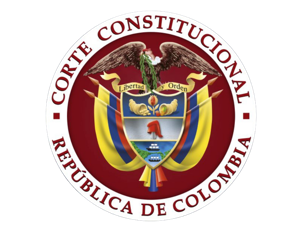 CORTE CONSTITUCIONAL
Libertad y Orden
REPÚBLICA DE COLOMBIA